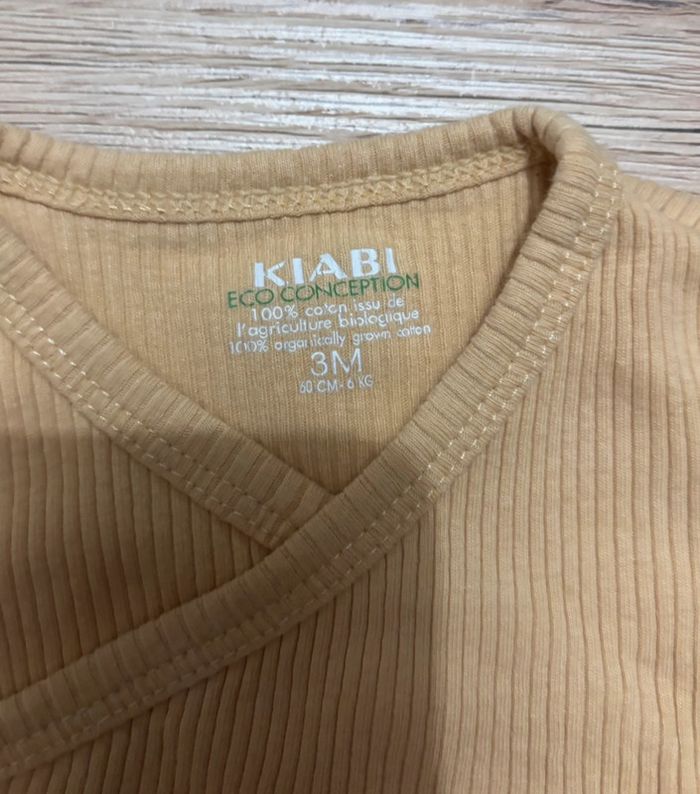 KIABI
ECO CONCEPTION
100% coton issu de
l'agriculture biologique
100% organically grown cotton
3M
60 CM - 6 KG